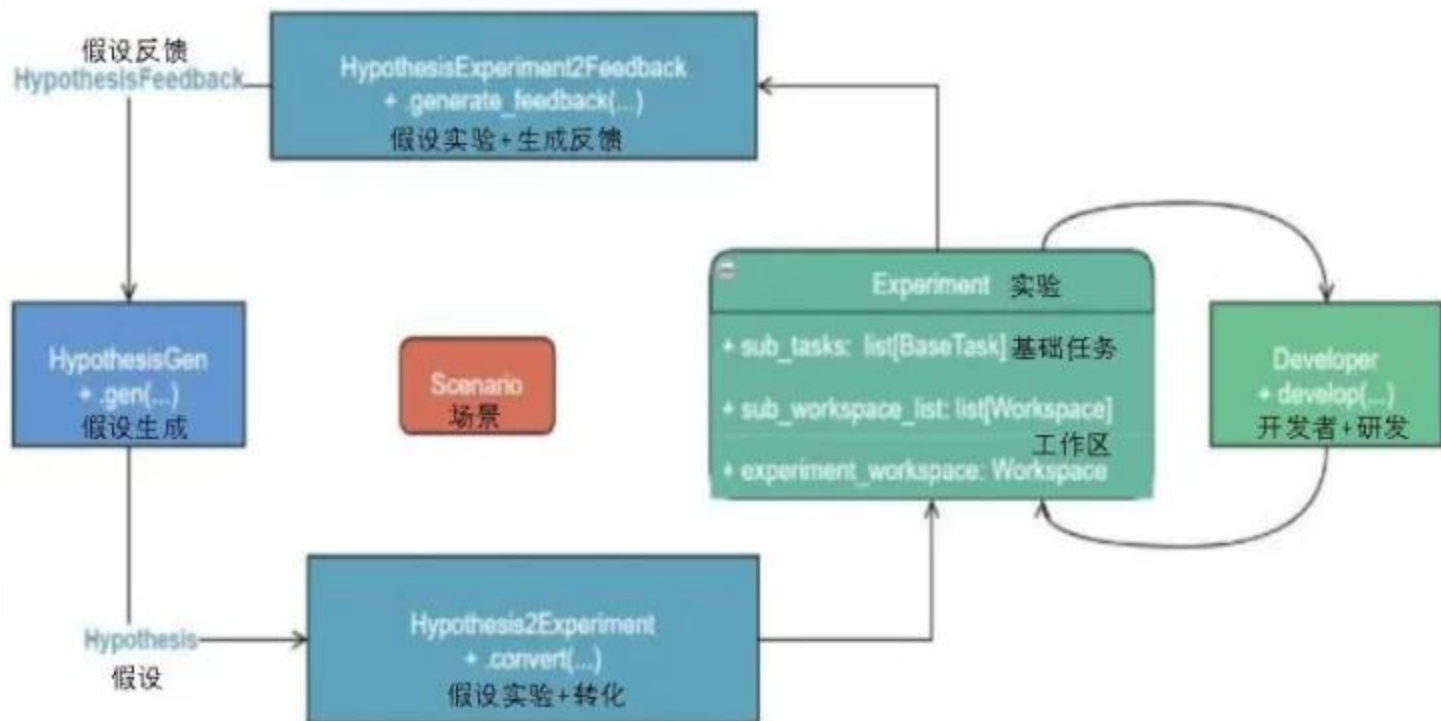 假设反馈
HypothesisFeedback
HypothesisExperiment2Feedback
+ .generate_feedback(...)
假设实验+生成反馈
HypothesisGen
+ .gen(...)
假设生成
Scenario
场景
Experiment 实验
+ sub_tasks: list[BaseTask] 基础任务
+ sub_workspace_list: list[Workspace]
工作区
+ experiment_workspace: Workspace
Developer
+ develop(...)
开发者+研发
Hypothesis
假设
Hypothesis2Experiment
+ .convert(...)
假设实验+转化